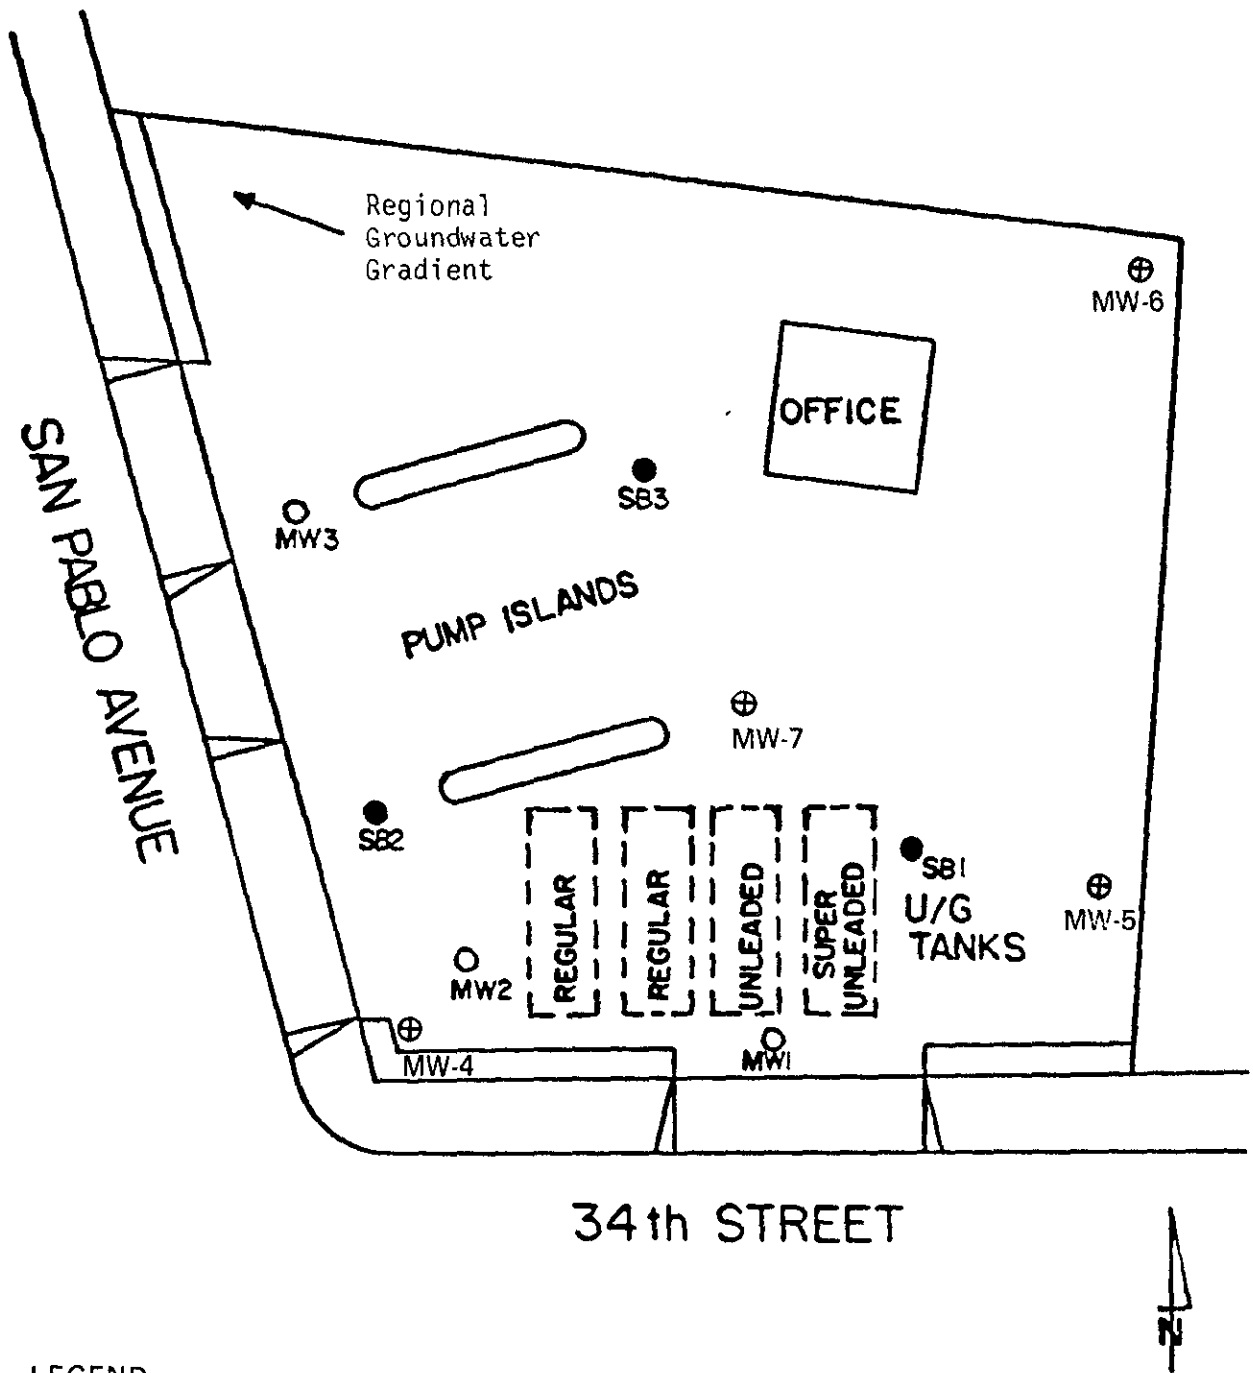 Regional
Groundwater
Gradient
MW-6
OFFICE
SB3
MW3
SAN PABLO AVENUE
PUMP ISLANDS
MW-7
SB2
REGULAR
REGULAR
UNLEADED
SUPER
UNLEADED
SB1
U/G
TANKS
MW-5
MW2
MW-4
MW1
34th STREET
N
LEGEND